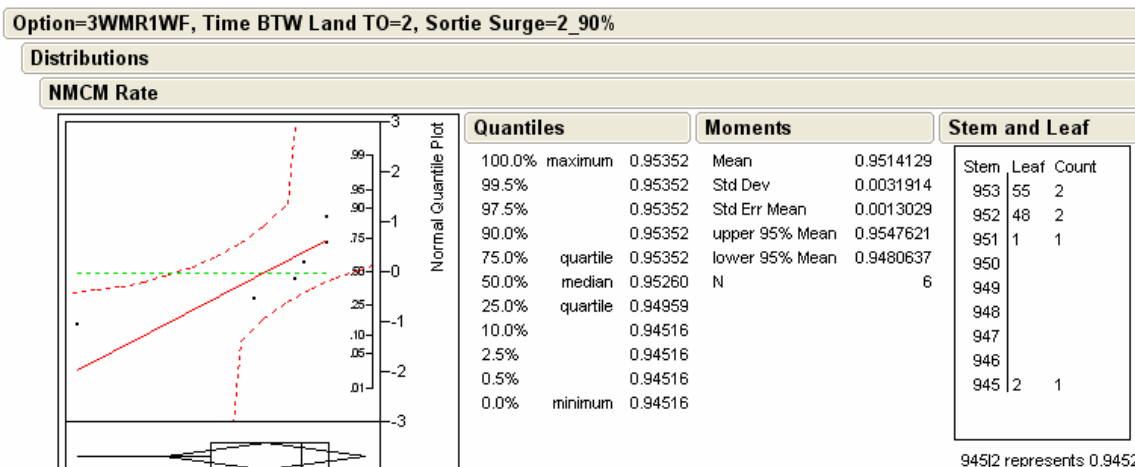 Option=3WMR1WF, Time BTW Land TO=2, Sortie Surge=2_90%
Distributions
NMCM Rate
3
2
1
0
-1
-2
-3
.99
.95
.90
.75
.50
.25
.10
.05
.01
Normal Quantile Plot
Quantiles
100.0% maximum 0.95352
99.5% 0.95352
97.5% 0.95352
90.0% 0.95352
75.0% quartile 0.95352
50.0% median 0.95260
25.0% quartile 0.94959
10.0% 0.94516
2.5% 0.94516
0.5% 0.94516
0.0% minimum 0.94516
Moments
Mean 0.9514129
Std Dev 0.0031914
Std Err Mean 0.0013029
upper 95% Mean 0.9547621
lower 95% Mean 0.9480637
N 6
Stem and Leaf
Stem Leaf Count
953 55 2
952 48 2
951 1 1
950
949
948
947
946
945 2 1
945|2 represents 0.9452